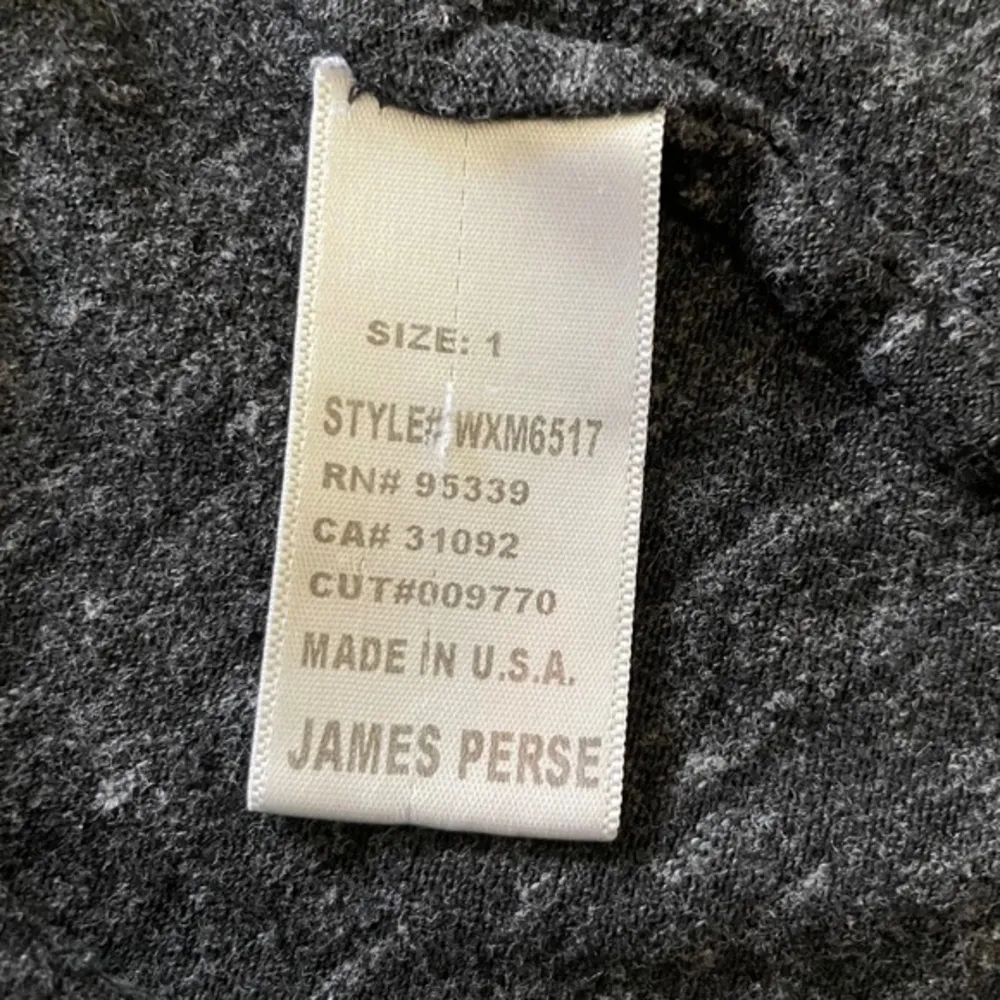 SIZE: 1
STYLE# WXM6517
RN# 95339
CA# 31092
CUT#009770
MADE IN U.S.A.
JAMES PERSE